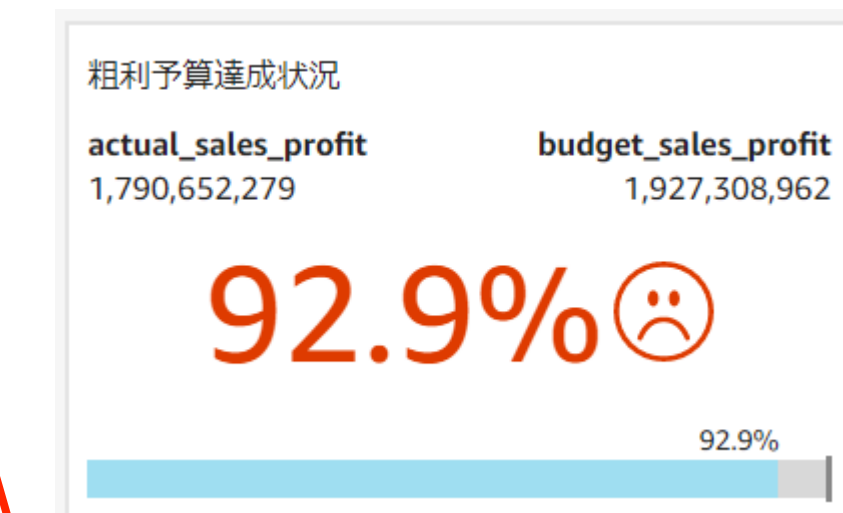 粗利予算達成状況
actual_sales_profit budget_sales_profit
1,790,652,279 1,927,308,962
92.9%
92.9%